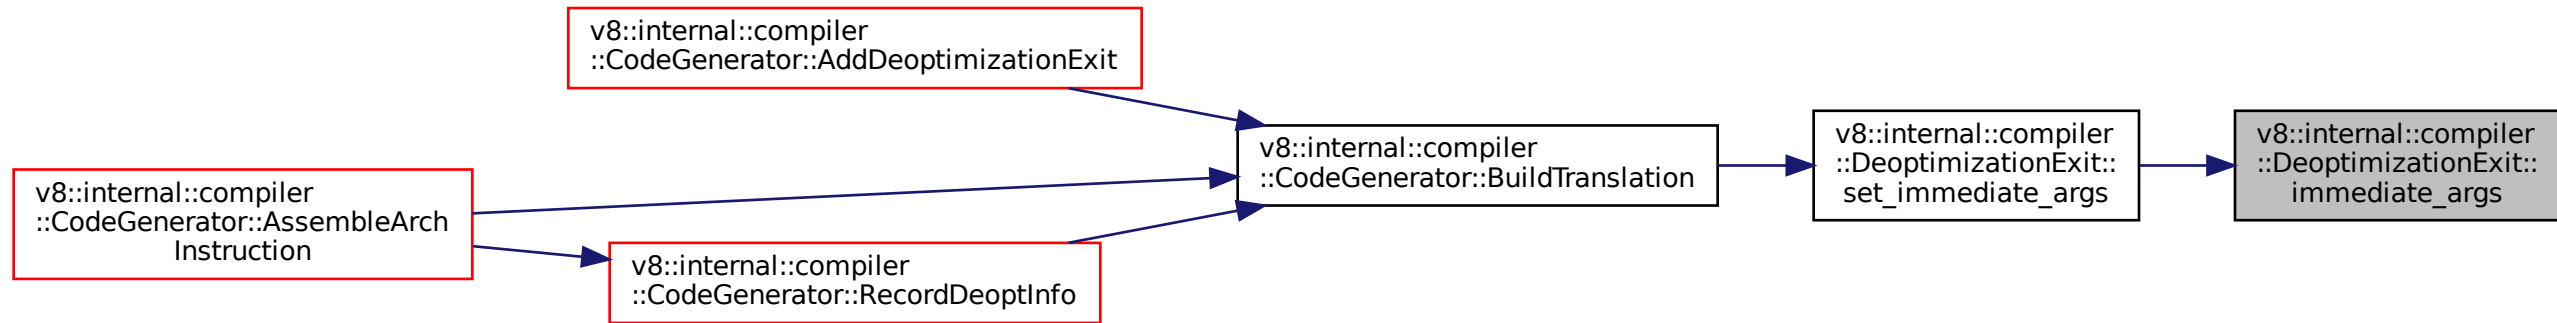 v8::internal::compiler
::CodeGenerator::AddDeoptimizationExit
v8::internal::compiler
::CodeGenerator::AssembleArch
Instruction
v8::internal::compiler
::CodeGenerator::RecordDeoptInfo
v8::internal::compiler
::CodeGenerator::BuildTranslation
v8::internal::compiler
::DeoptimizationExit::
set_immediate_args
v8::internal::compiler
::DeoptimizationExit::
immediate_args